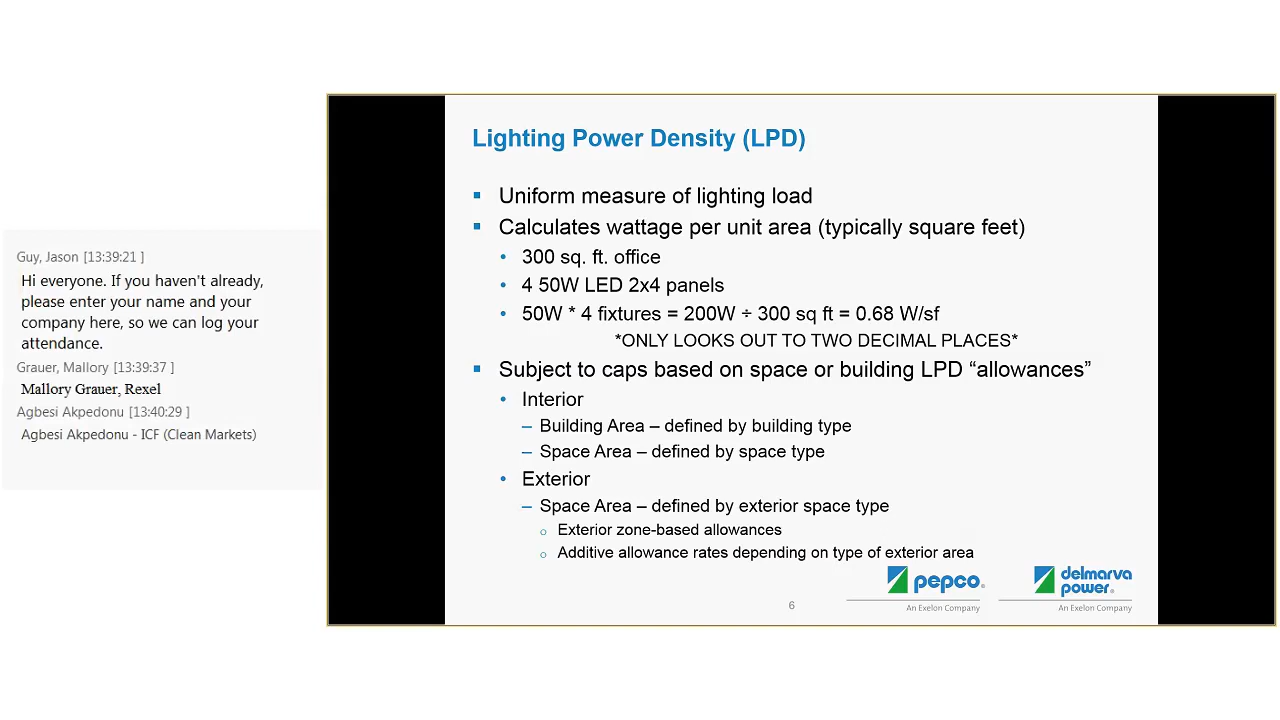 Guy, Jason [13:39:21 ]
Hi everyone. If you haven't already,
please enter your name and your
company here, so we can log your
attendance.
Grauer, Mallory [13:39:37 ]
Mallory Grauer, Rexel
Agbesi Akpedonu [13:40:29 ]
Agbesi Akpedonu - ICF (Clean Markets)
Lighting Power Density (LPD)
▪ Uniform measure of lighting load
▪ Calculates wattage per unit area (typically square feet)
• 300 sq. ft. office
• 4 50W LED 2x4 panels
• 50W * 4 fixtures = 200W ÷ 300 sq ft = 0.68 W/sf
*ONLY LOOKS OUT TO TWO DECIMAL PLACES*
▪ Subject to caps based on space or building LPD “allowances”
• Interior
– Building Area – defined by building type
– Space Area – defined by space type
• Exterior
– Space Area – defined by exterior space type
○ Exterior zone-based allowances
○ Additive allowance rates depending on type of exterior area
6
pepco®
An Exelon Company
delmarva
power®
An Exelon Company